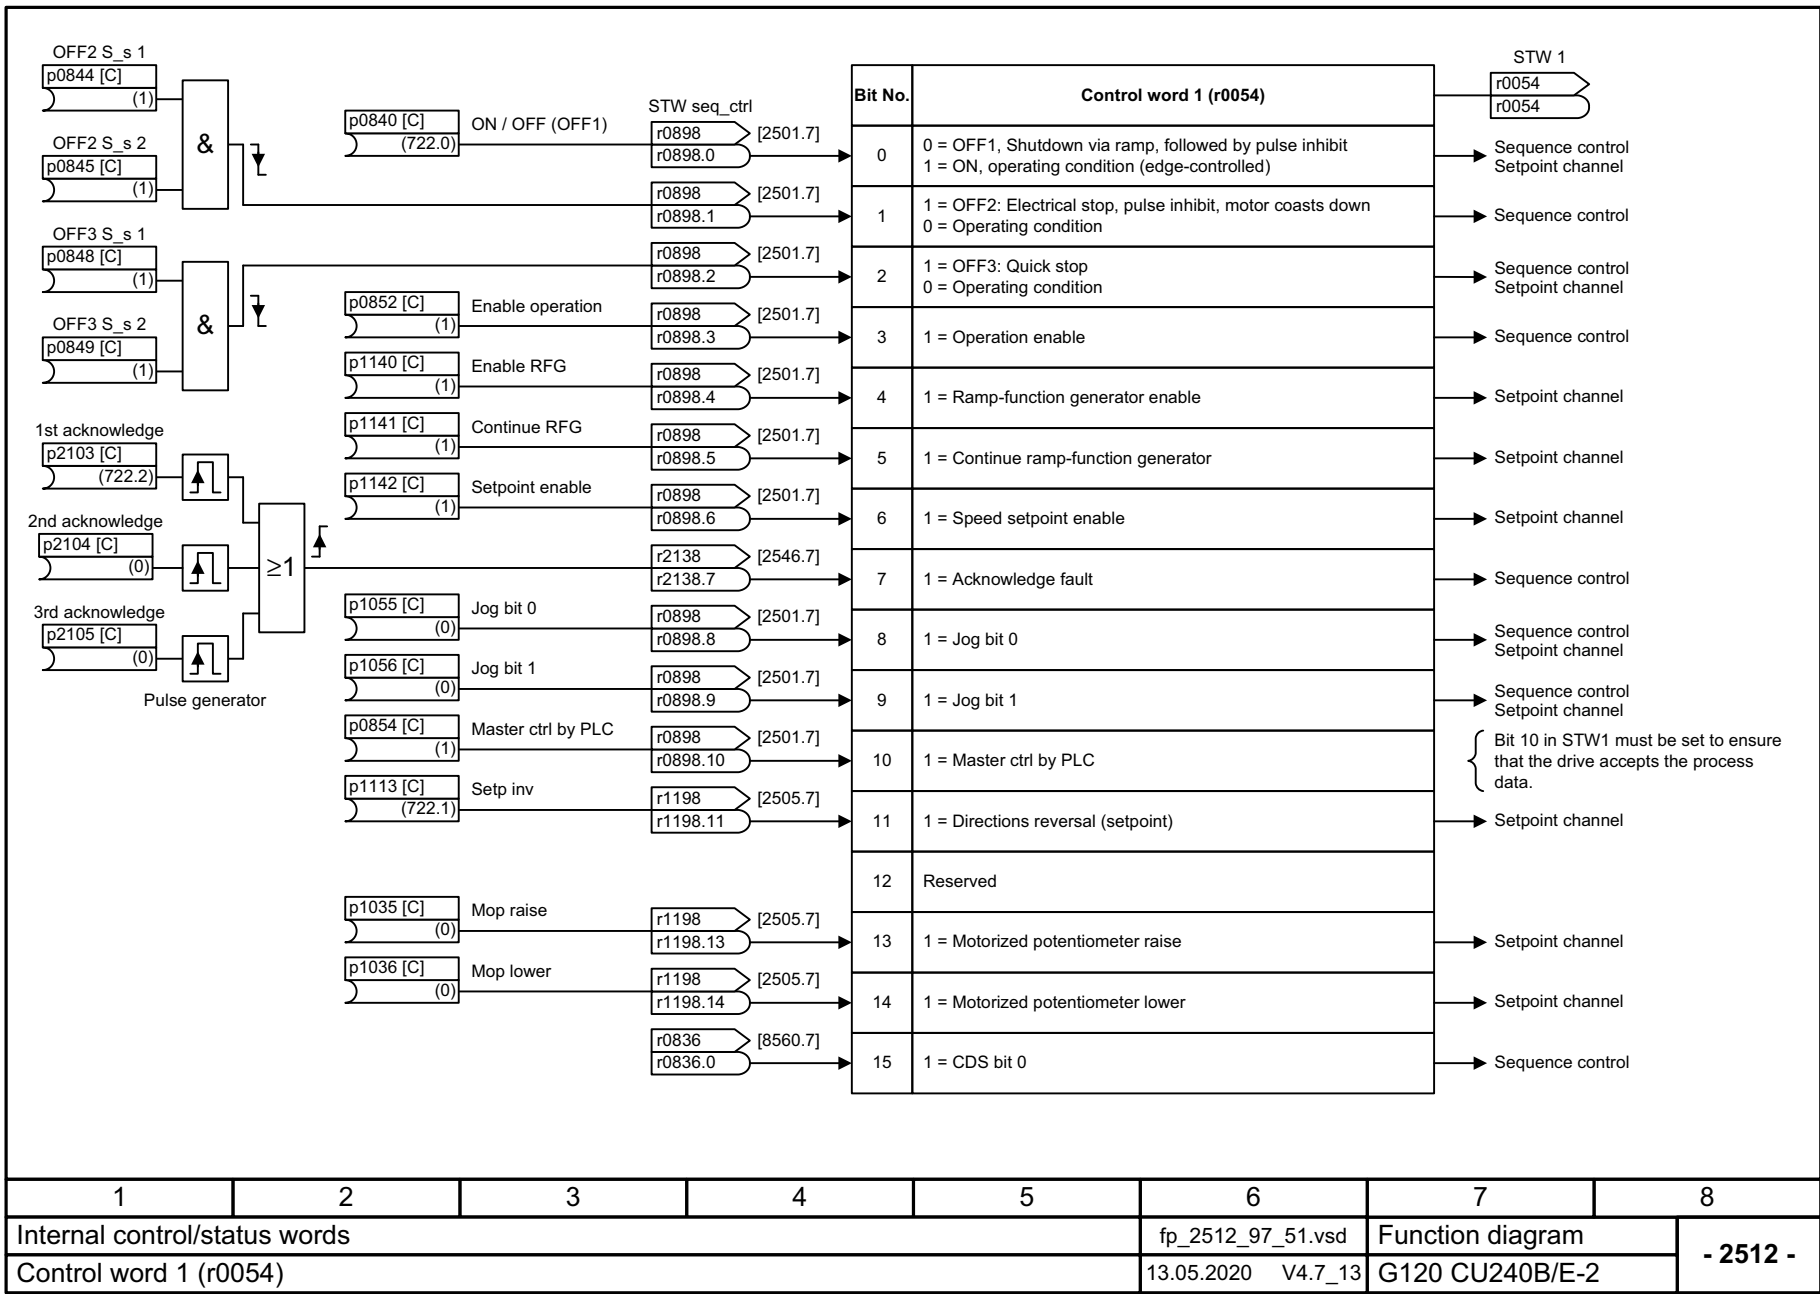 OFF2 S_s 1
p0844 [C]
(1)
OFF2 S_s 2
p0845 [C]
(1)
&
OFF3 S_s 1
p0848 [C]
(1)
OFF3 S_s 2
p0849 [C]
(1)
&
1st acknowledge
p2103 [C]
(722.2)
2nd acknowledge
p2104 [C]
(0)
3rd acknowledge
p2105 [C]
(0)
≥1
Pulse generator
p0840 [C]
(722.0)
ON / OFF (OFF1)
p0852 [C]
(1)
Enable operation
p1140 [C]
(1)
Enable RFG
p1141 [C]
(1)
Continue RFG
p1142 [C]
(1)
Setpoint enable
p1055 [C]
(0)
Jog bit 0
p1056 [C]
(0)
Jog bit 1
p0854 [C]
(1)
Master ctrl by PLC
p1113 [C]
(722.1)
Setp inv
p1035 [C]
(0)
Mop raise
p1036 [C]
(0)
Mop lower
STW seq_ctrl
r0898 [2501.7]
r0898.0
r0898 [2501.7]
r0898.1
r0898 [2501.7]
r0898.2
r0898 [2501.7]
r0898.3
r0898 [2501.7]
r0898.4
r0898 [2501.7]
r0898.5
r0898 [2501.7]
r0898.6
r2138 [2546.7]
r2138.7
r0898 [2501.7]
r0898.8
r0898 [2501.7]
r0898.9
r0898 [2501.7]
r0898.10
r1198 [2505.7]
r1198.11
r1198 [2505.7]
r1198.13
r1198 [2505.7]
r1198.14
r0836 [8560.7]
r0836.0
Bit No. Control word 1 (r0054)
0 0 = OFF1, Shutdown via ramp, followed by pulse inhibit
1 = ON, operating condition (edge-controlled)
1 1 = OFF2: Electrical stop, pulse inhibit, motor coasts down
0 = Operating condition
2 1 = OFF3: Quick stop
0 = Operating condition
3 1 = Operation enable
4 1 = Ramp-function generator enable
5 1 = Continue ramp-function generator
6 1 = Speed setpoint enable
7 1 = Acknowledge fault
8 1 = Jog bit 0
9 1 = Jog bit 1
10 1 = Master ctrl by PLC
11 1 = Directions reversal (setpoint)
12 Reserved
13 1 = Motorized potentiometer raise
14 1 = Motorized potentiometer lower
15 1 = CDS bit 0
STW 1
r0054
r0054
Sequence control
Setpoint channel
Sequence control
Sequence control
Setpoint channel
Sequence control
Setpoint channel
Setpoint channel
Setpoint channel
Sequence control
Sequence control
Setpoint channel
Sequence control
Setpoint channel
Bit 10 in STW1 must be set to ensure
that the drive accepts the process
data.
Setpoint channel
Setpoint channel
Setpoint channel
Sequence control
1 2 3 4 5 6 7 8
Internal control/status words fp_2512_97_51.vsd Function diagram
- 2512 -
Control word 1 (r0054) 13.05.2020 V4.7_13 G120 CU240B/E-2